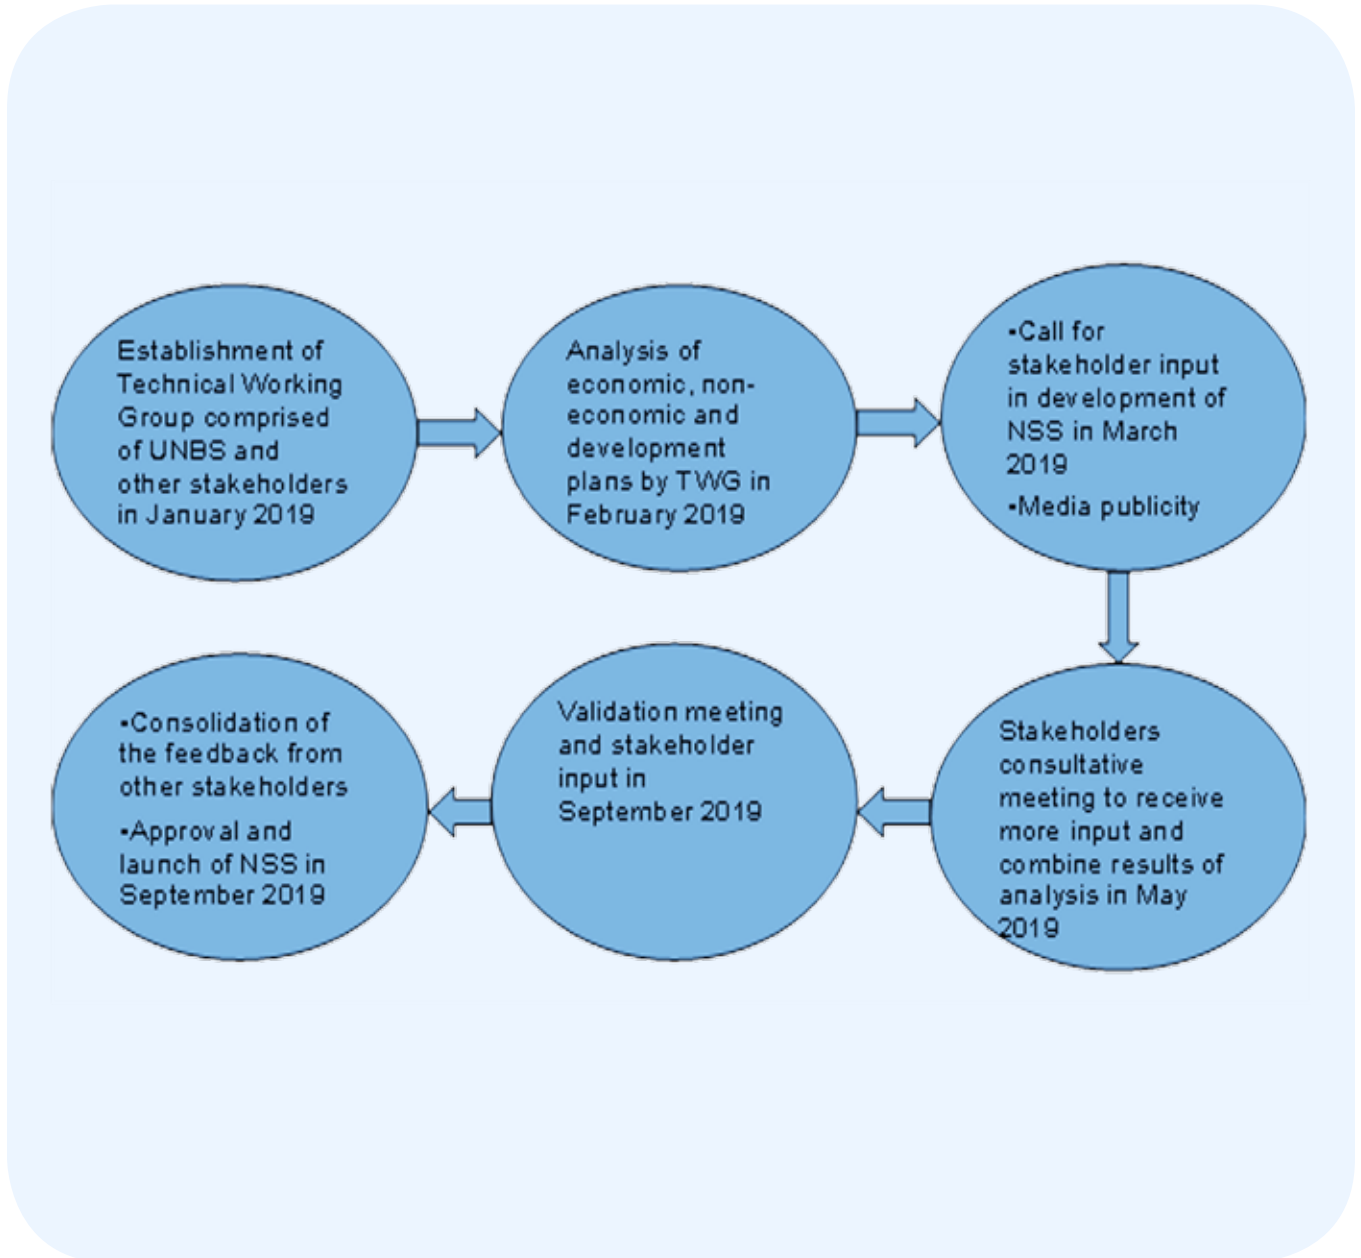 Establishment of
Technical Working
Group comprised
of UNBS and
other stakeholders
in January 2019
Analysis of
economic, non-
economic and
development
plans by TWG in
February 2019
▪Call for
stakeholder input
in development of
NSS in March
2019
▪Media publicity
Stakeholders
consultative
meeting to receive
more input and
combine results of
analysis in May
2019
Validation meeting
and stakeholder
input in
September 2019
▪Consolidation of
the feedback from
other stakeholders
▪Approval and
launch of NSS in
September 2019